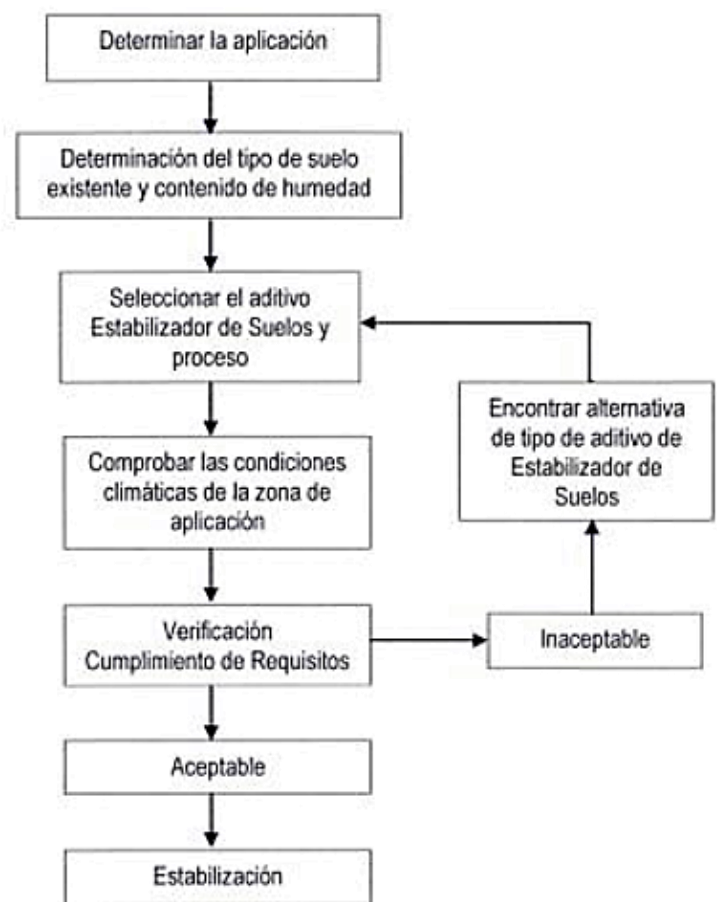 Determinar la aplicación
Determinación del tipo de suelo
existente y contenido de humedad
Seleccionar el aditivo
Estabilizador de Suelos y
proceso
Encontrar alternativa
de tipo de aditivo de
Estabilizador de
Suelos
Comprobar las condiciones
climáticas de la zona de
aplicación
Verificación
Cumplimiento de Requisitos
Inaceptable
Aceptable
Estabilización